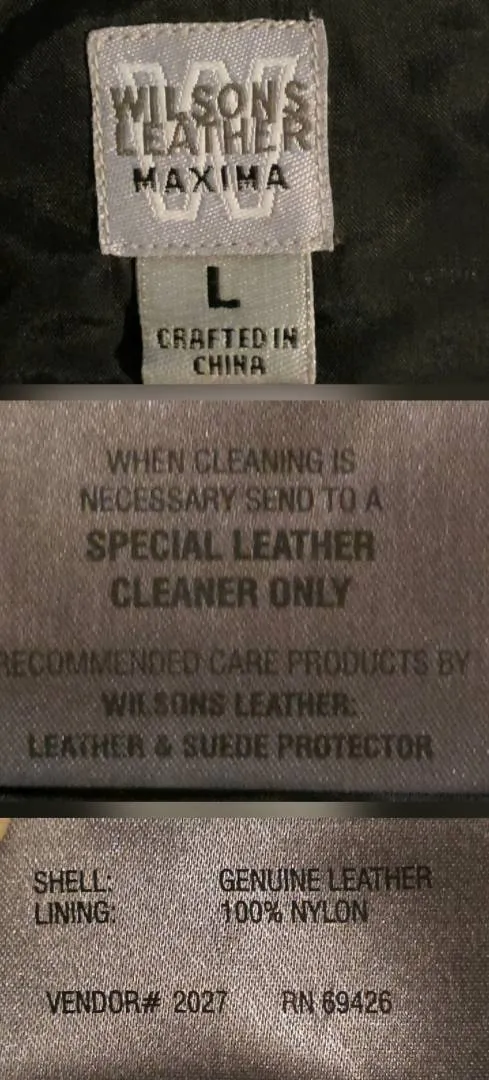 WILSONS
LEATHER
MAXIMA
L
CRAFTED IN
CHINA
WHEN CLEANING IS
NECESSARY SEND TO A
SPECIAL LEATHER
CLEANER ONLY
RECOMMENDED CARE PRODUCTS BY
WILSONS LEATHER:
LEATHER & SUEDE PROTECTOR
SHELL: GENUINE LEATHER
LINING: 100% NYLON
VENDOR# 2027 RN 69426